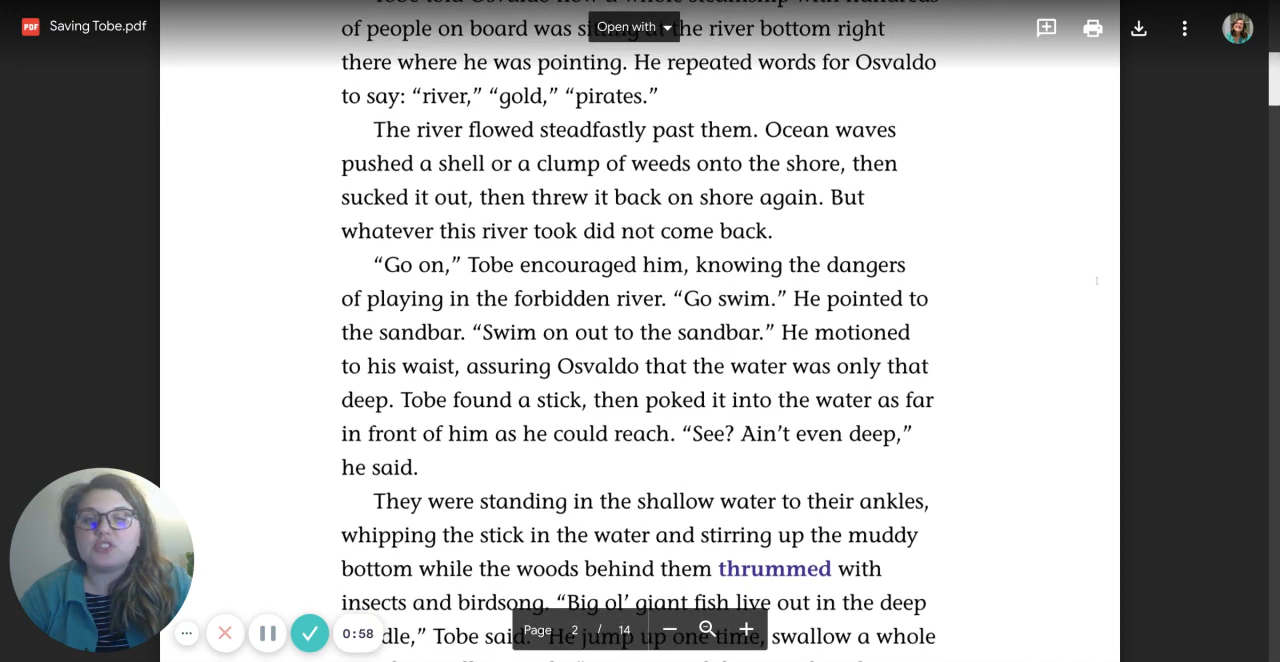 Saving Tobe.pdf
Open with
of people on board was sitting at the river bottom right
there where he was pointing. He repeated words for Osvaldo
to say: “river,” “gold,” “pirates.”
The river flowed steadfastly past them. Ocean waves
pushed a shell or a clump of weeds onto the shore, then
sucked it out, then threw it back on shore again. But
whatever this river took did not come back.
“Go on,” Tobe encouraged him, knowing the dangers
of playing in the forbidden river. “Go swim.” He pointed to
the sandbar. “Swim on out to the sandbar.” He motioned
to his waist, assuring Osvaldo that the water was only that
deep. Tobe found a stick, then poked it into the water as far
in front of him as he could reach. “See? Ain’t even deep,”
he said.
They were standing in the shallow water to their ankles,
whipping the stick in the water and stirring up the muddy
bottom while the woods behind them thrummed with
insects and birdsong. “Big ol’ giant fish live out in the deep
dle,” Tobe said. “He jump up one time, swallow a whole
Page 2 / 14
0:58
PDF